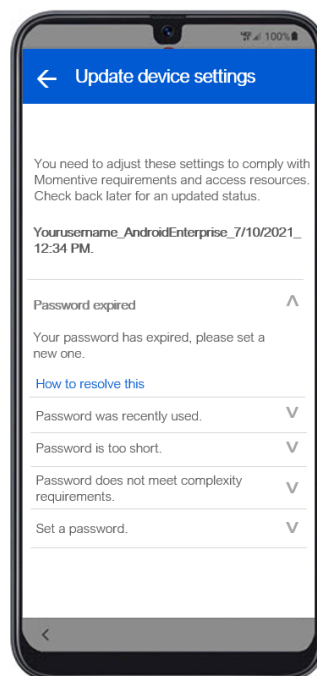 100%
Update device settings
You need to adjust these settings to comply with
Momentive requirements and access resources.
Check back later for an updated status.
Yourusername_AndroidEnterprise_7/10/2021_
12:34 PM.
Password expired
Your password has expired, please set a
new one.
How to resolve this
Password was recently used.
Password is too short.
Password does not meet complexity
requirements.
Set a password.